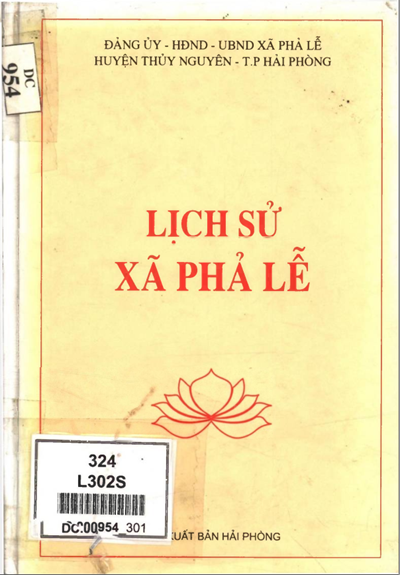 ĐẢNG ỦY - HĐND - UBND XÃ PHẢ LỄ
HUYỆN THỦY NGUYÊN - T.P HẢI PHÒNG
DC
954
LỊCH SỬ
XÃ PHẢ LỄ
324
L302S
DC.00954 301
XUẤT BẢN HẢI PHÒNG